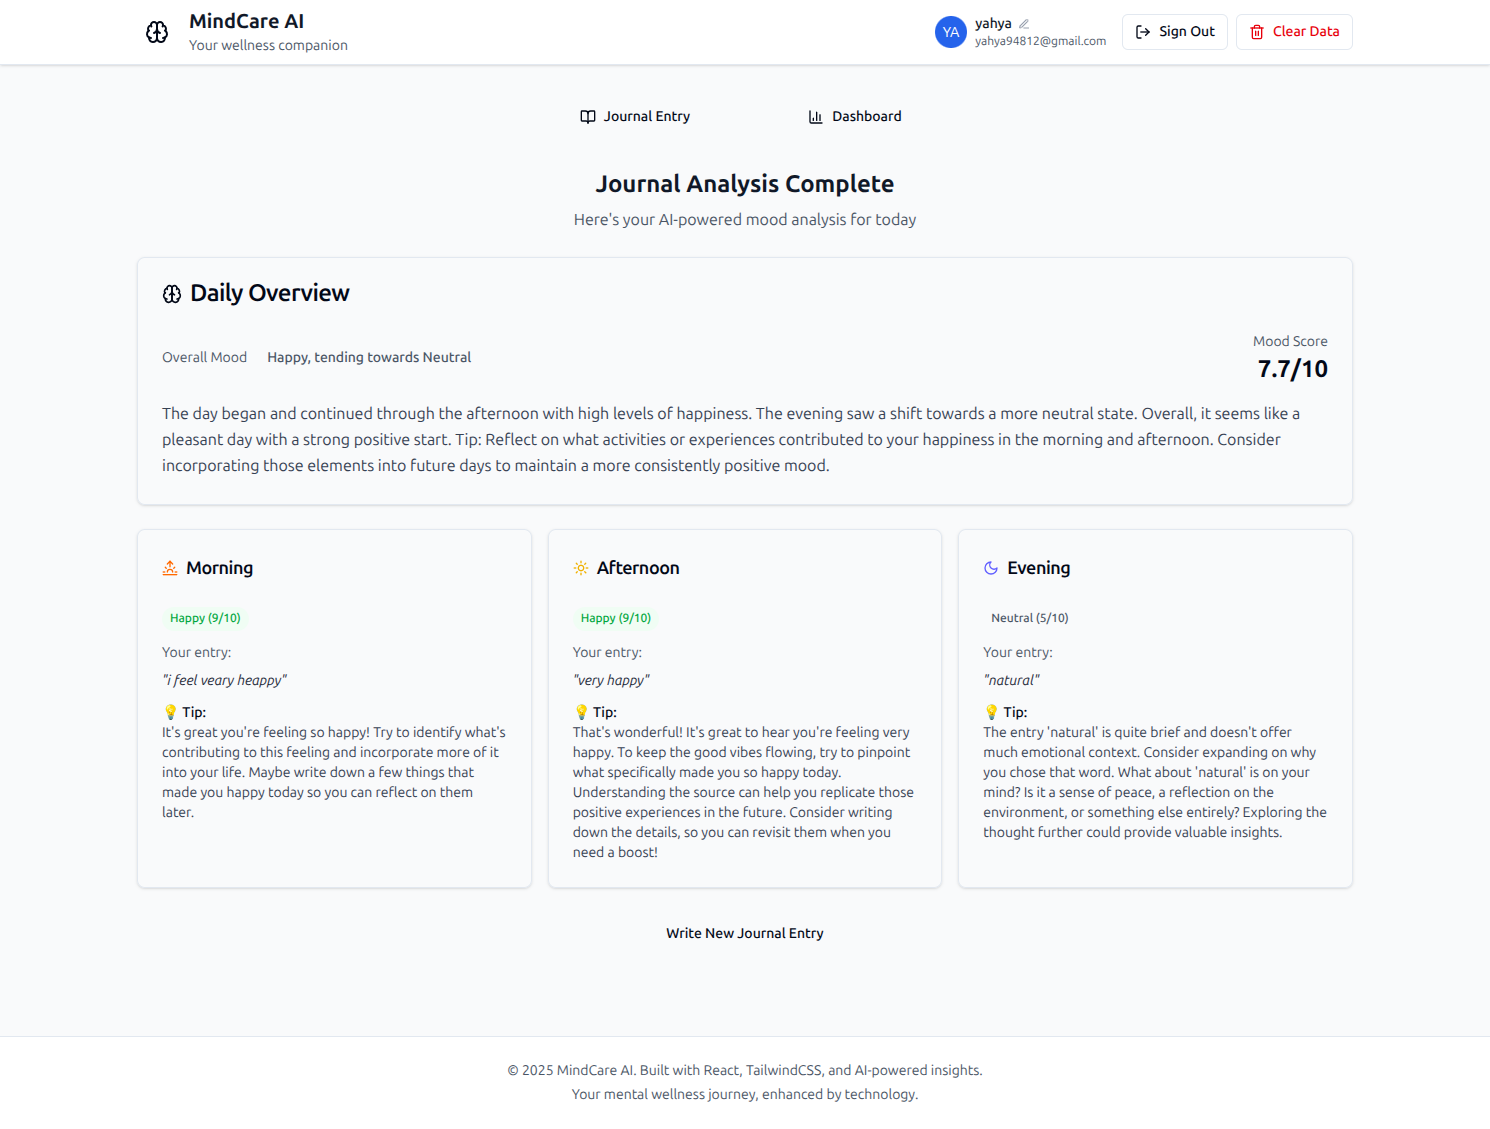 MindCare AI
Your wellness companion
YA
yahya
yahya94812@gmail.com
Sign Out
Clear Data
Journal Entry
Dashboard
Journal Analysis Complete
Here's your AI-powered mood analysis for today
Daily Overview
Overall Mood Happy, tending towards Neutral
Mood Score
7.7/10
The day began and continued through the afternoon with high levels of happiness. The evening saw a shift towards a more neutral state. Overall, it seems like a
pleasant day with a strong positive start. Tip: Reflect on what activities or experiences contributed to your happiness in the morning and afternoon. Consider
incorporating those elements into future days to maintain a more consistently positive mood.
Morning
Happy (9/10)
Your entry:
"i feel veary heappy"
💡 Tip:
It's great you're feeling so happy! Try to identify what's
contributing to this feeling and incorporate more of it
into your life. Maybe write down a few things that
made you happy today so you can reflect on them
later.
Afternoon
Happy (9/10)
Your entry:
"very happy"
💡 Tip:
That's wonderful! It's great to hear you're feeling very
happy. To keep the good vibes flowing, try to pinpoint
what specifically made you so happy today.
Understanding the source can help you replicate those
positive experiences in the future. Consider writing
down the details, so you can revisit them when you
need a boost!
Evening
Neutral (5/10)
Your entry:
"natural"
💡 Tip:
The entry 'natural' is quite brief and doesn't offer
much emotional context. Consider expanding on why
you chose that word. What about 'natural' is on your
mind? Is it a sense of peace, a reflection on the
environment, or something else entirely? Exploring the
thought further could provide valuable insights.
Write New Journal Entry
© 2025 MindCare AI. Built with React, TailwindCSS, and AI-powered insights.
Your mental wellness journey, enhanced by technology.